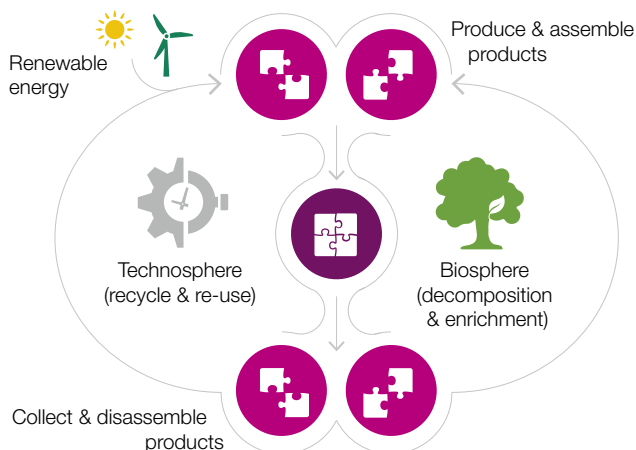 Renewable
energy
Produce & assemble
products
Technosphere
(recycle & re-use)
Biosphere
(decomposition
& enrichment)
Collect & disassemble
products